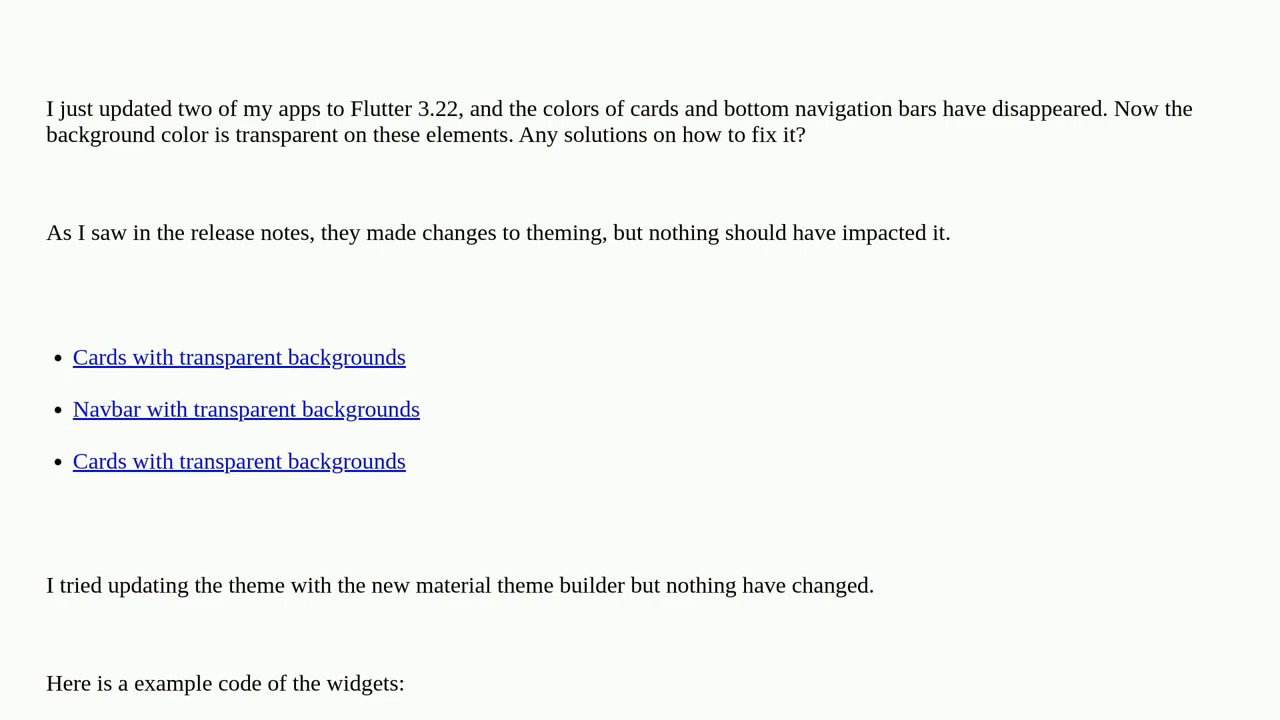 I just updated two of my apps to Flutter 3.22, and the colors of cards and bottom navigation bars have disappeared. Now the
background color is transparent on these elements. Any solutions on how to fix it?
As I saw in the release notes, they made changes to theming, but nothing should have impacted it.
• Cards with transparent backgrounds
• Navbar with transparent backgrounds
• Cards with transparent backgrounds
I tried updating the theme with the new material theme builder but nothing have changed.
Here is a example code of the widgets: